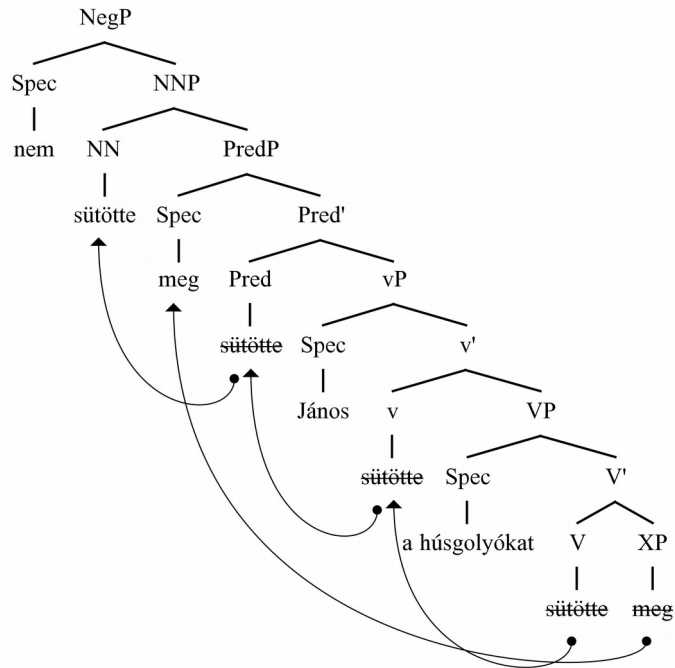 NegP
Spec NNP
nem NN PredP
sütötte Spec Pred'
meg Pred vP
sütötte Spec v'
János v VP
sütötte Spec V'
a húsgolyókat V XP
sütötte meg